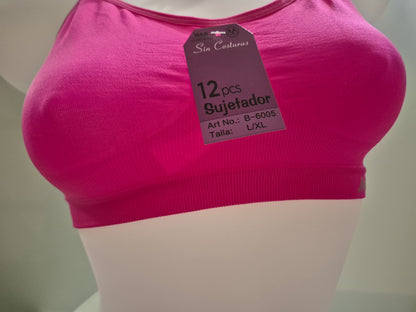 Sin Costuras
12 pcs
Sujetador
Art No.: B-6005
Talla: L/XL